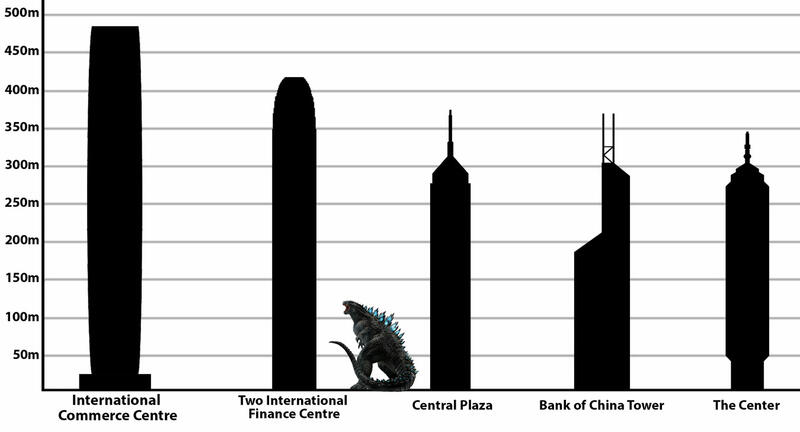 500m
450m
400m
350m
300m
250m
200m
150m
100m
50m
International
Commerce Centre
Two International
Finance Centre
Central Plaza
Bank of China Tower
The Center